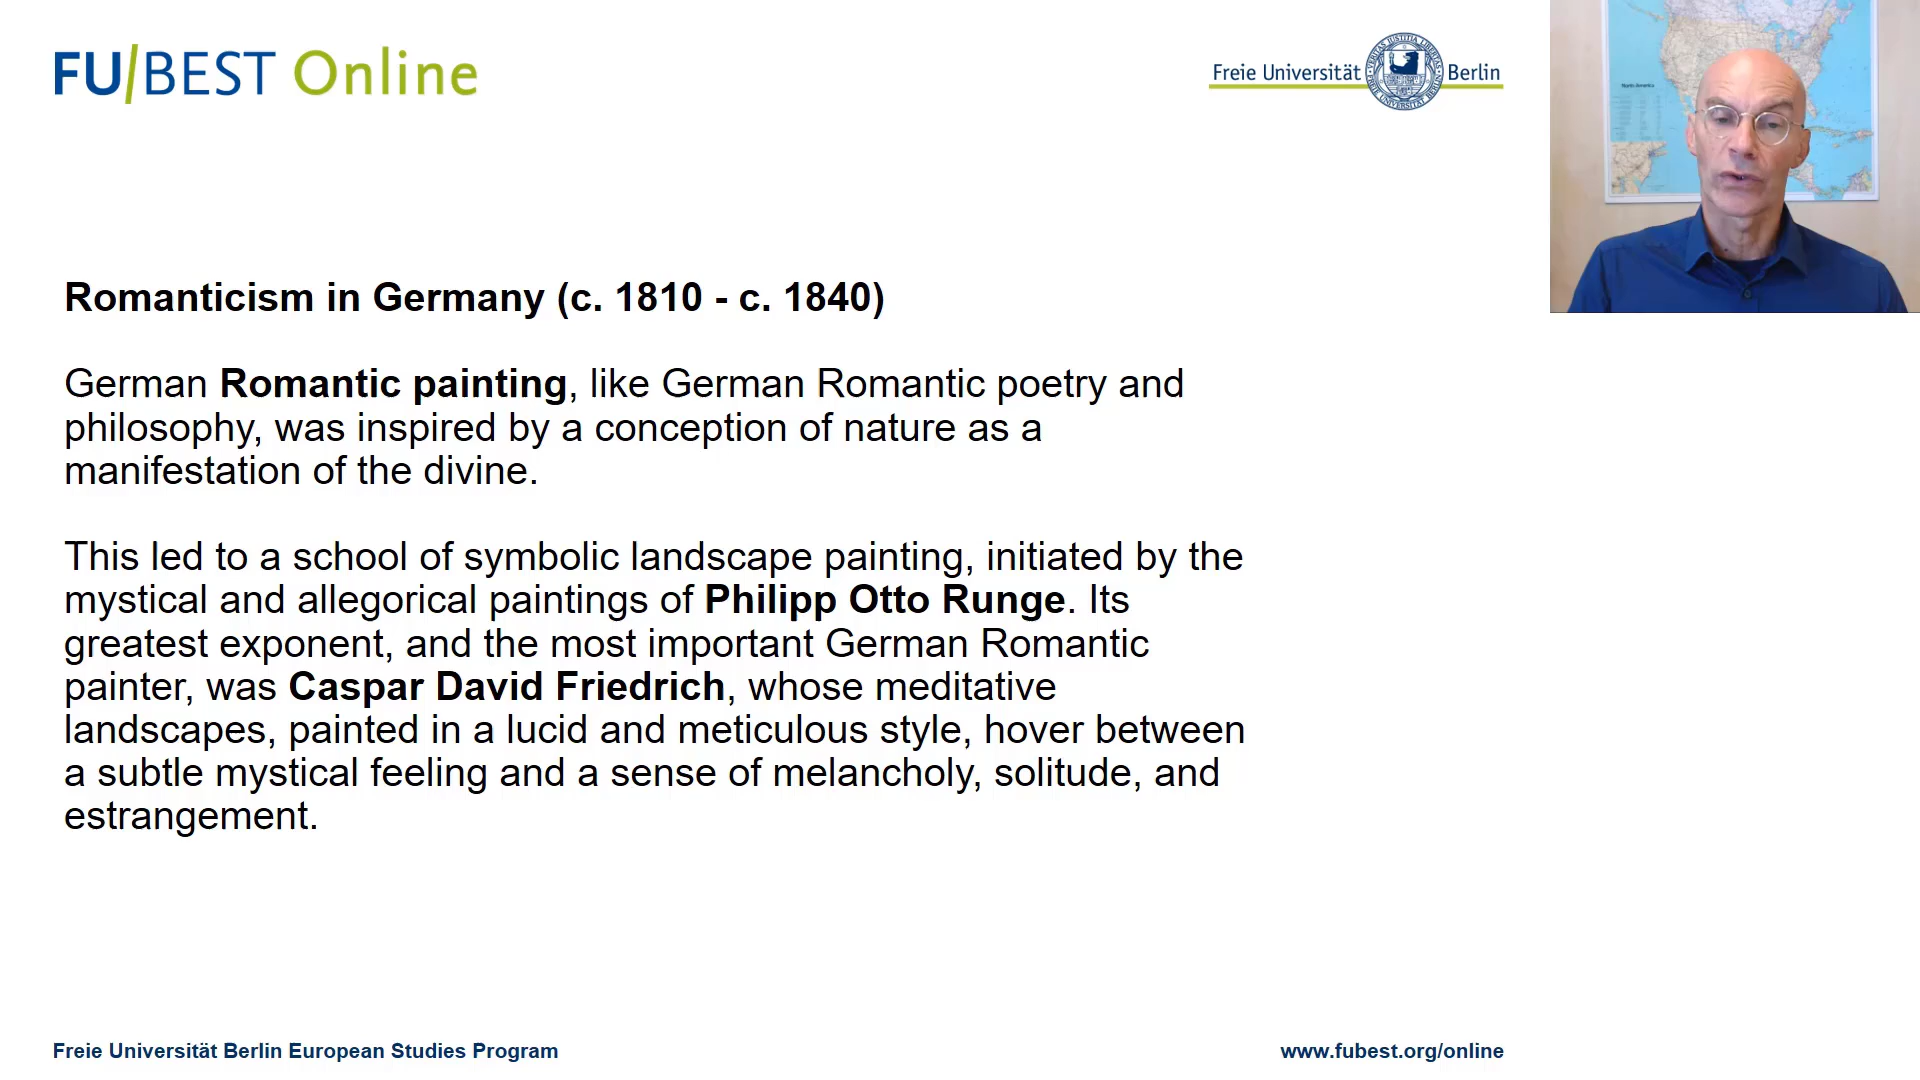 FU/BEST Online
Freie Universität Berlin
North America
Romanticism in Germany (c. 1810 - c. 1840)
German Romantic painting, like German Romantic poetry and
philosophy, was inspired by a conception of nature as a
manifestation of the divine.
This led to a school of symbolic landscape painting, initiated by the
mystical and allegorical paintings of Philipp Otto Runge. Its
greatest exponent, and the most important German Romantic
painter, was Caspar David Friedrich, whose meditative
landscapes, painted in a lucid and meticulous style, hover between
a subtle mystical feeling and a sense of melancholy, solitude, and
estrangement.
Freie Universität Berlin European Studies Program
www.fubest.org/online